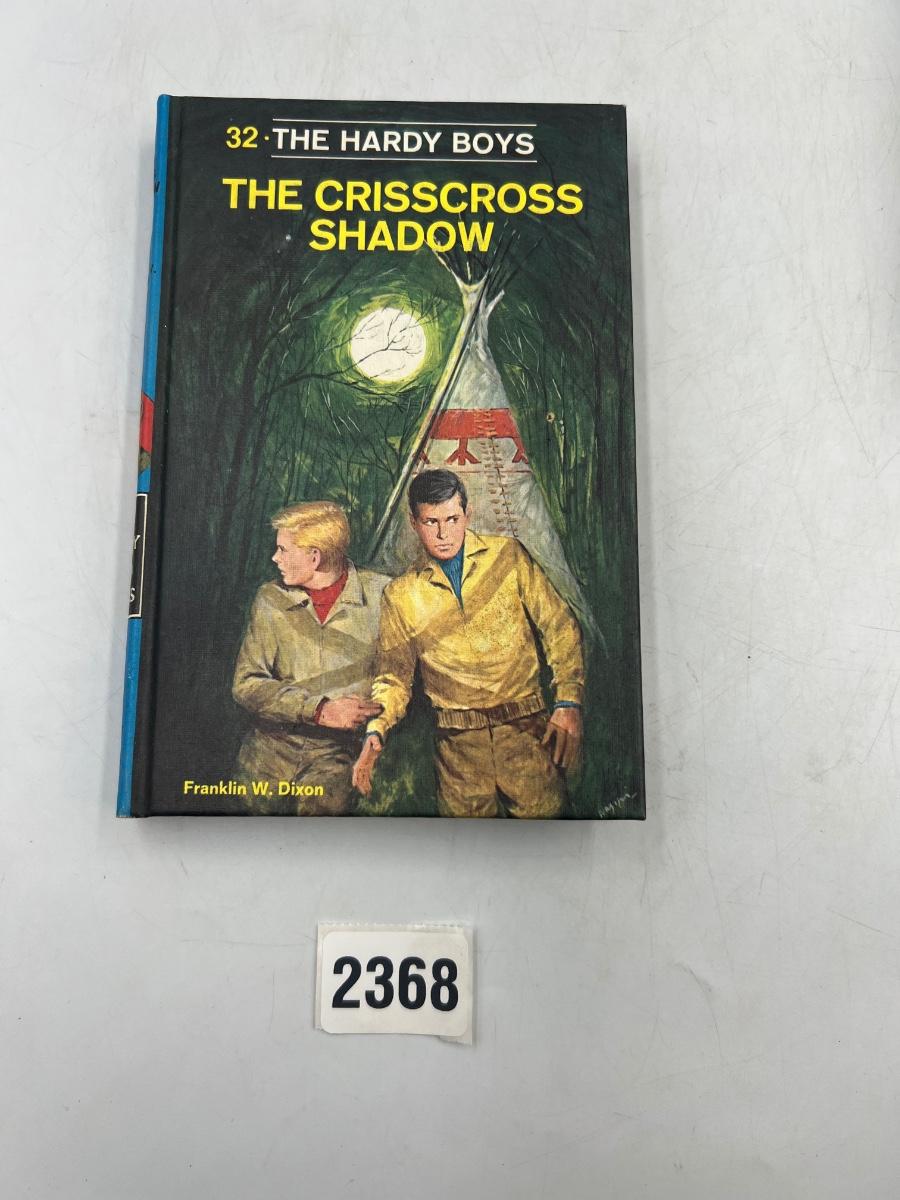 32 · THE HARDY BOYS
THE CRISSCROSS
SHADOW
Franklin W. Dixon
2368